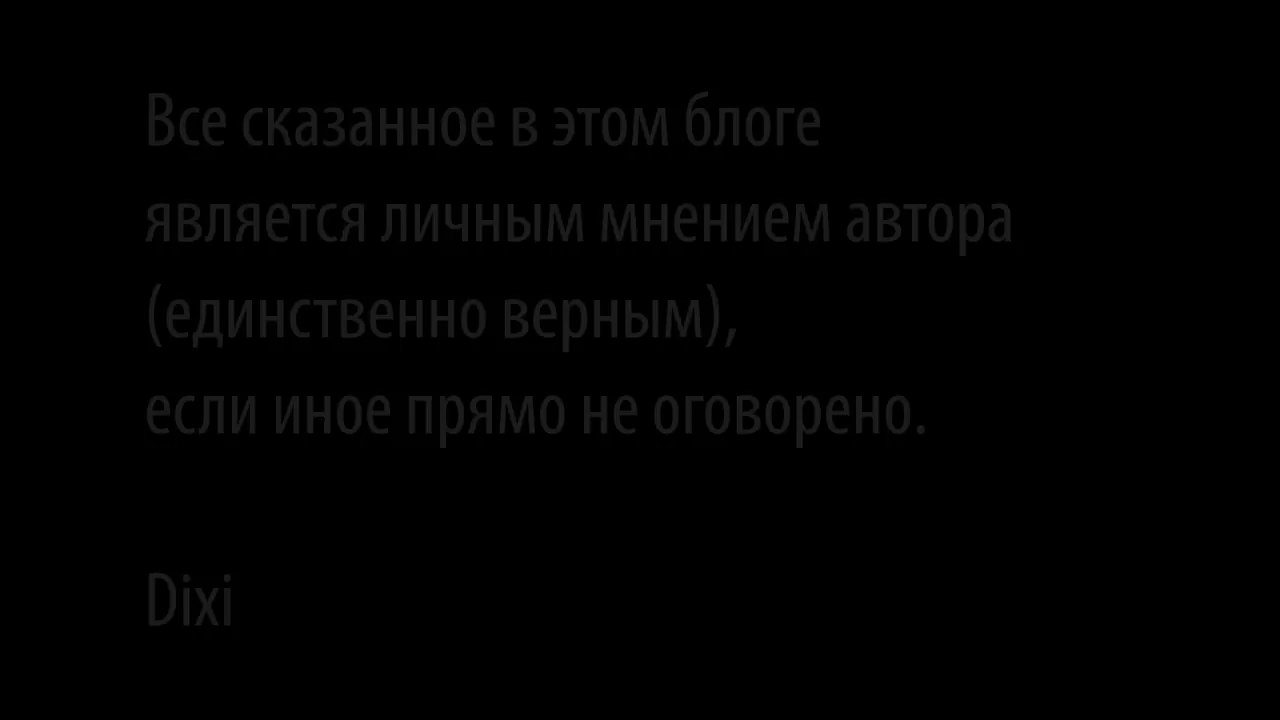 Все сказанное в этом блоге
является личным мнением автора
(единственно верным),
если иное прямо не оговорено.
Dixi